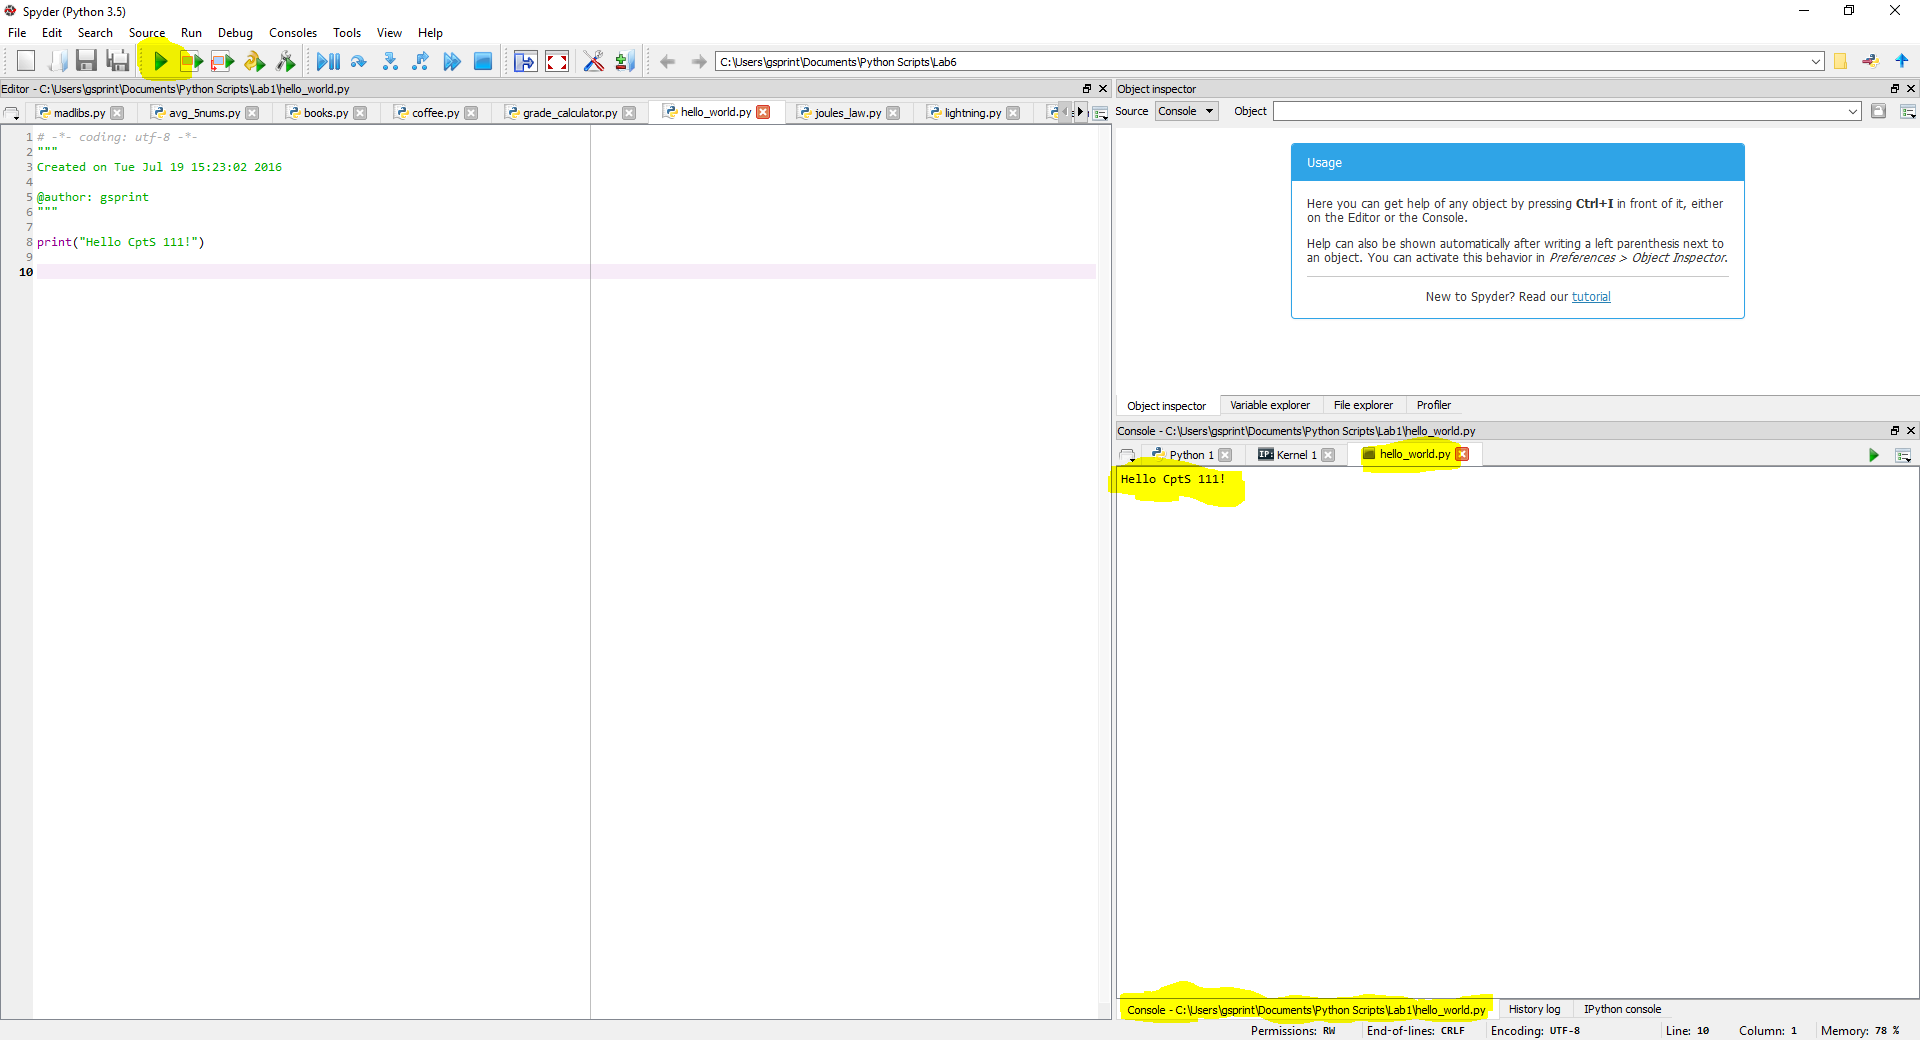 Spyder (Python 3.5)
File Edit Search Source Run Debug Consoles Tools View Help
C:\Users\gsprint\Documents\Python Scripts\Lab6
Editor - C:\Users\gsprint\Documents\Python Scripts\Lab1\hello_world.py
madlibs.py avg_5nums.py books.py coffee.py grade_calculator.py hello_world.py joules_law.py lightning.py
1 # -*- coding: utf-8 -*-
2 """
3 Created on Tue Jul 19 15:23:02 2016
4
5 @author: gsprint
6 """
7
8 print("Hello CptS 111!")
9
10
Object inspector
Source Console Object
Usage
Here you can get help of any object by pressing Ctrl+I in front of it, either
on the Editor or the Console.
Help can also be shown automatically after writing a left parenthesis next to
an object. You can activate this behavior in Preferences > Object Inspector.
New to Spyder? Read our tutorial
Object inspector Variable explorer File explorer Profiler
Console - C:\Users\gsprint\Documents\Python Scripts\Lab1\hello_world.py
Python 1 IP: Kernel 1 hello_world.py
Hello CptS 111!
Console - C:\Users\gsprint\Documents\Python Scripts\Lab1\hello_world.py History log IPython console
Permissions: RW End-of-lines: CRLF Encoding: UTF-8 Line: 10 Column: 1 Memory: 78 %